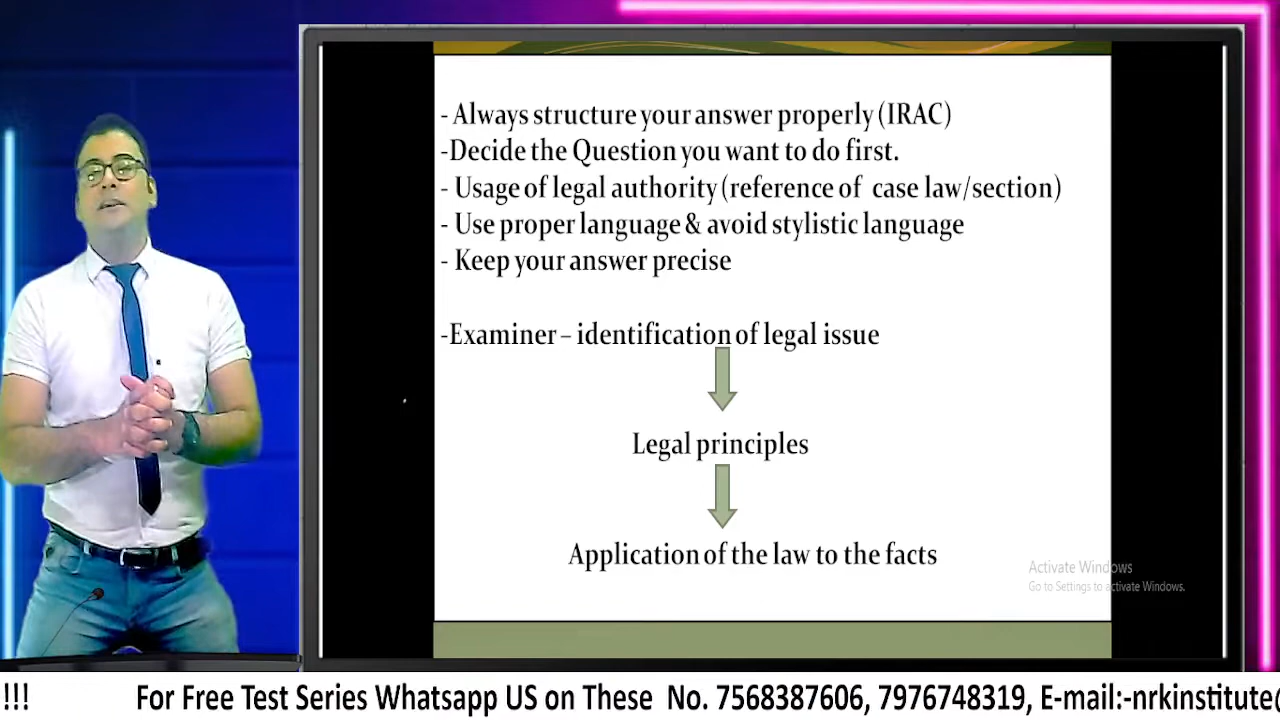 - Always structure your answer properly (IRAC)
-Decide the Question you want to do first.
- Usage of legal authority (reference of case law/section)
- Use proper language & avoid stylistic language
- Keep your answer precise
-Examiner – identification of legal issue
Legal principles
Application of the law to the facts
Activate Windows
Go to Settings to activate Windows.
!!! For Free Test Series Whatsapp US on These No. 7568387606, 7976748319, E-mail:-nrkinstitute@